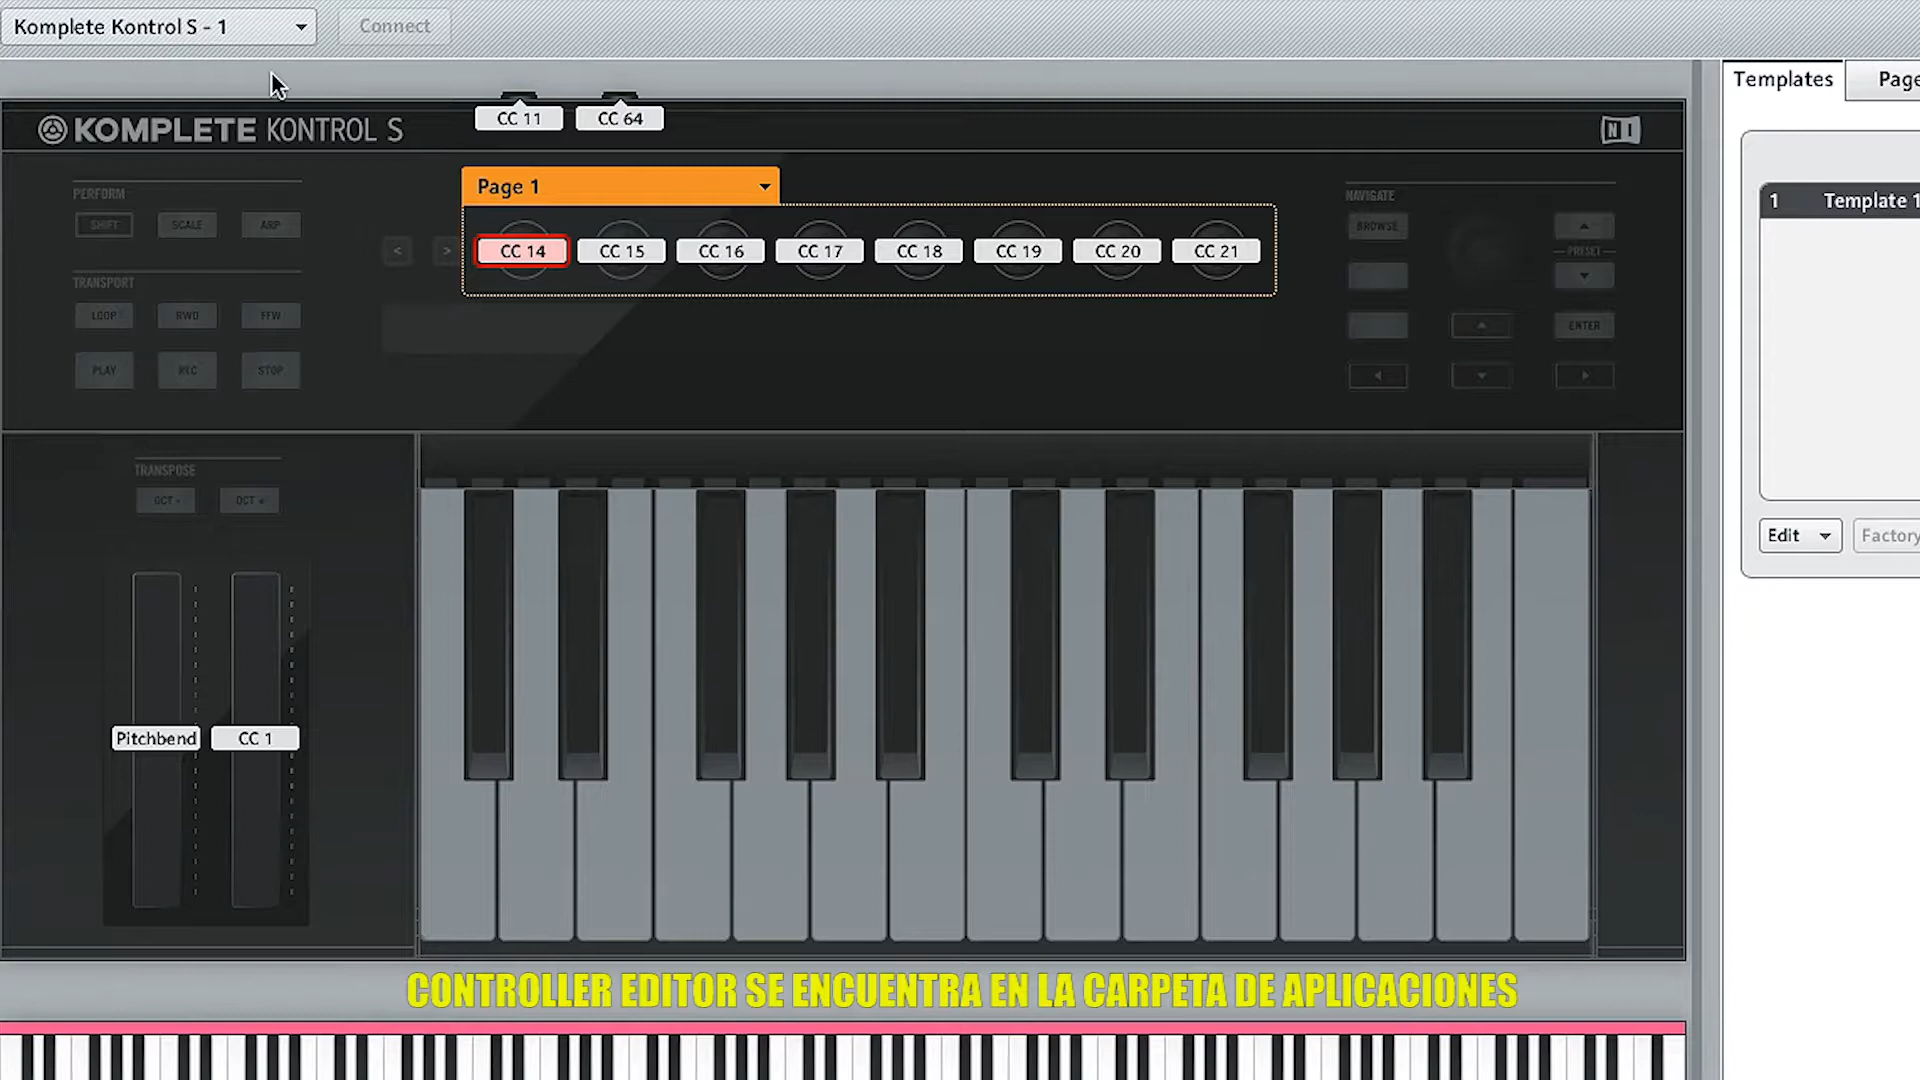 Komplete Kontrol S - 1
Connect
Templates
Page
CC 11
CC 64
KOMPLETE KONTROL S
NI
Page 1
PERFORM
SHIFT
SCALE
ARP
<
>
CC 14
CC 15
CC 16
CC 17
CC 18
CC 19
CC 20
CC 21
NAVIGATE
BROWSE
PRESET
ENTER
1 Template 1
TRANSPORT
LOOP
RWD
FFW
PLAY
REC
STOP
TRANSPOSE
OCT -
OCT +
Edit
Factory
Pitchbend
CC 1
CONTROLLER EDITOR SE ENCUENTRA EN LA CARPETA DE APLICACIONES